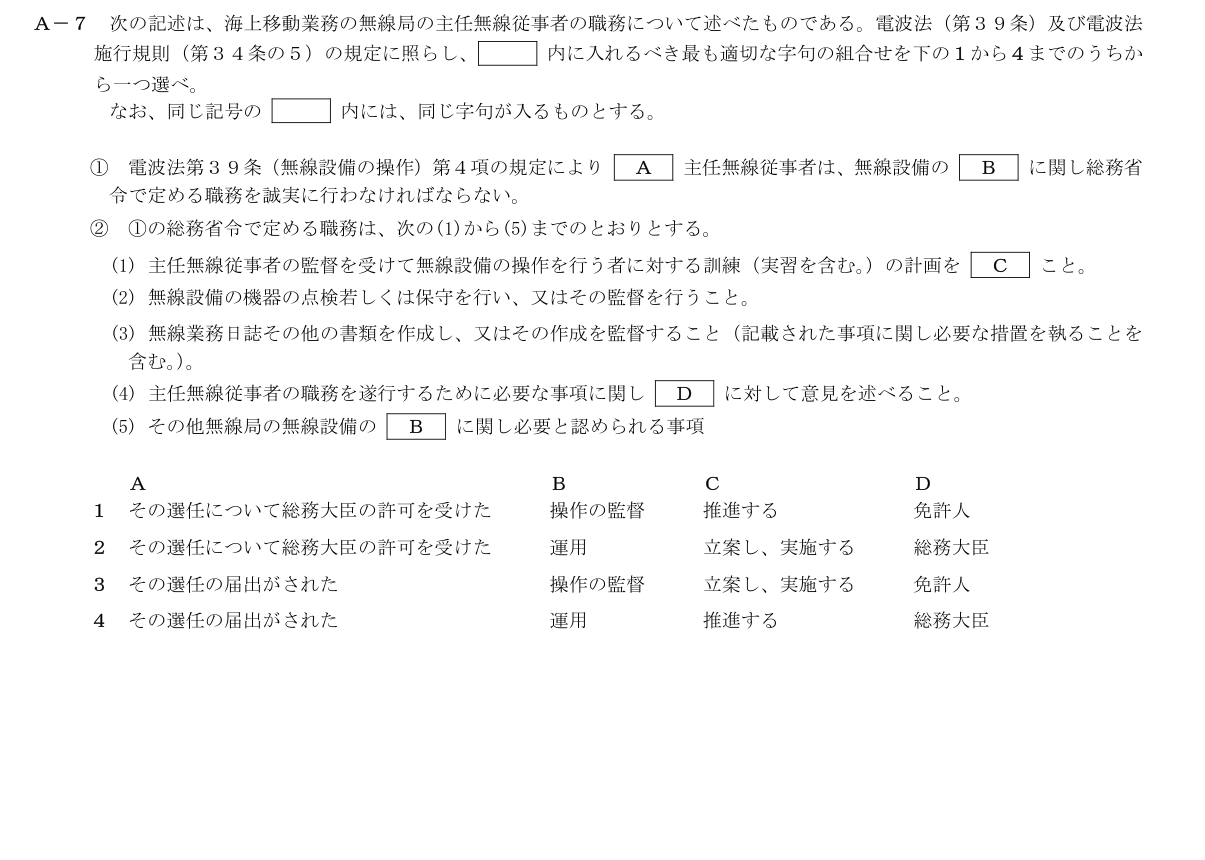 Ａ－７　次の記述は、海上移動業務の無線局の主任無線従事者の職務について述べたものである。電波法（第３９条）及び電波法
施行規則（第３４条の５）の規定に照らし、　　　内に入れるべき最も適切な字句の組合せを下の１から４までのうちか
ら一つ選べ。
なお、同じ記号の　　　内には、同じ字句が入るものとする。
①　電波法第３９条（無線設備の操作）第４項の規定により　A　主任無線従事者は、無線設備の　B　に関し総務省
令で定める職務を誠実に行わなければならない。
②　①の総務省令で定める職務は、次の(1)から(5)までのとおりとする。
(1) 主任無線従事者の監督を受けて無線設備の操作を行う者に対する訓練（実習を含む。）の計画を　C　こと。
(2) 無線設備の機器の点検若しくは保守を行い、又はその監督を行うこと。
(3) 無線業務日誌その他の書類を作成し、又はその作成を監督すること（記載された事項に関し必要な措置を執ることを
含む。）。
(4) 主任無線従事者の職務を遂行するために必要な事項に関し　D　に対して意見を述べること。
(5) その他無線局の無線設備の　B　に関し必要と認められる事項
A　B　C　D
1　その選任について総務大臣の許可を受けた　操作の監督　推進する　免許人
2　その選任について総務大臣の許可を受けた　運用　立案し、実施する　総務大臣
3　その選任の届出がされた　操作の監督　立案し、実施する　免許人
4　その選任の届出がされた　運用　推進する　総務大臣